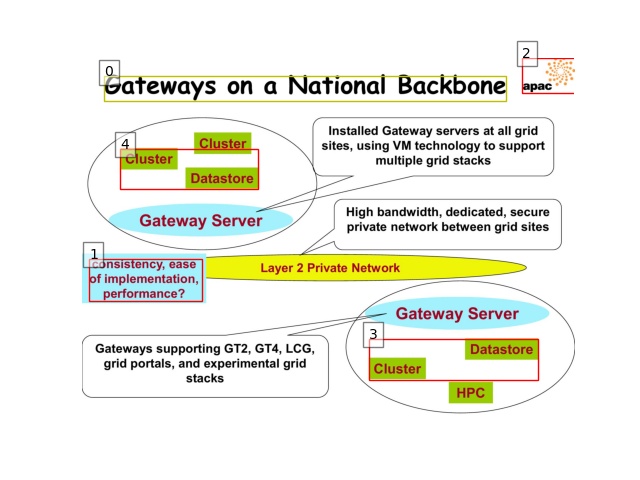 0
Gateways on a National Backbone
2
apac
Installed Gateway servers at all grid
sites, using VM technology to support
multiple grid stacks
4
Cluster
Cluster
Datastore
Gateway Server
High bandwidth, dedicated, secure
private network between grid sites
1
consistency, ease
of implementation,
performance?
Layer 2 Private Network
Gateway Server
3
Datastore
Cluster
HPC
Gateways supporting GT2, GT4, LCG,
grid portals, and experimental grid
stacks